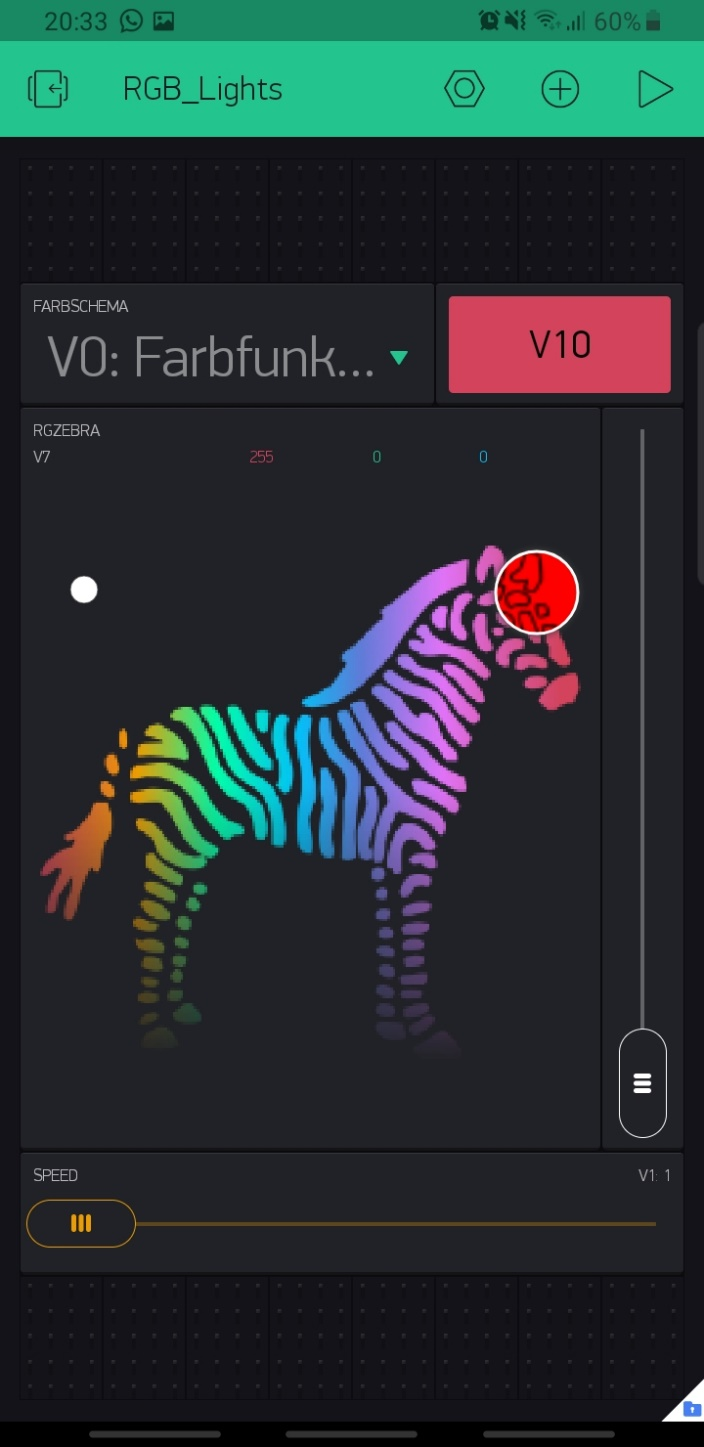 20:33 60%
RGB_Lights
FARBSCHEMA
V0: Farbfunk...
V10
RGZEBRA
V7 255 0 0
SPEED V1: 1